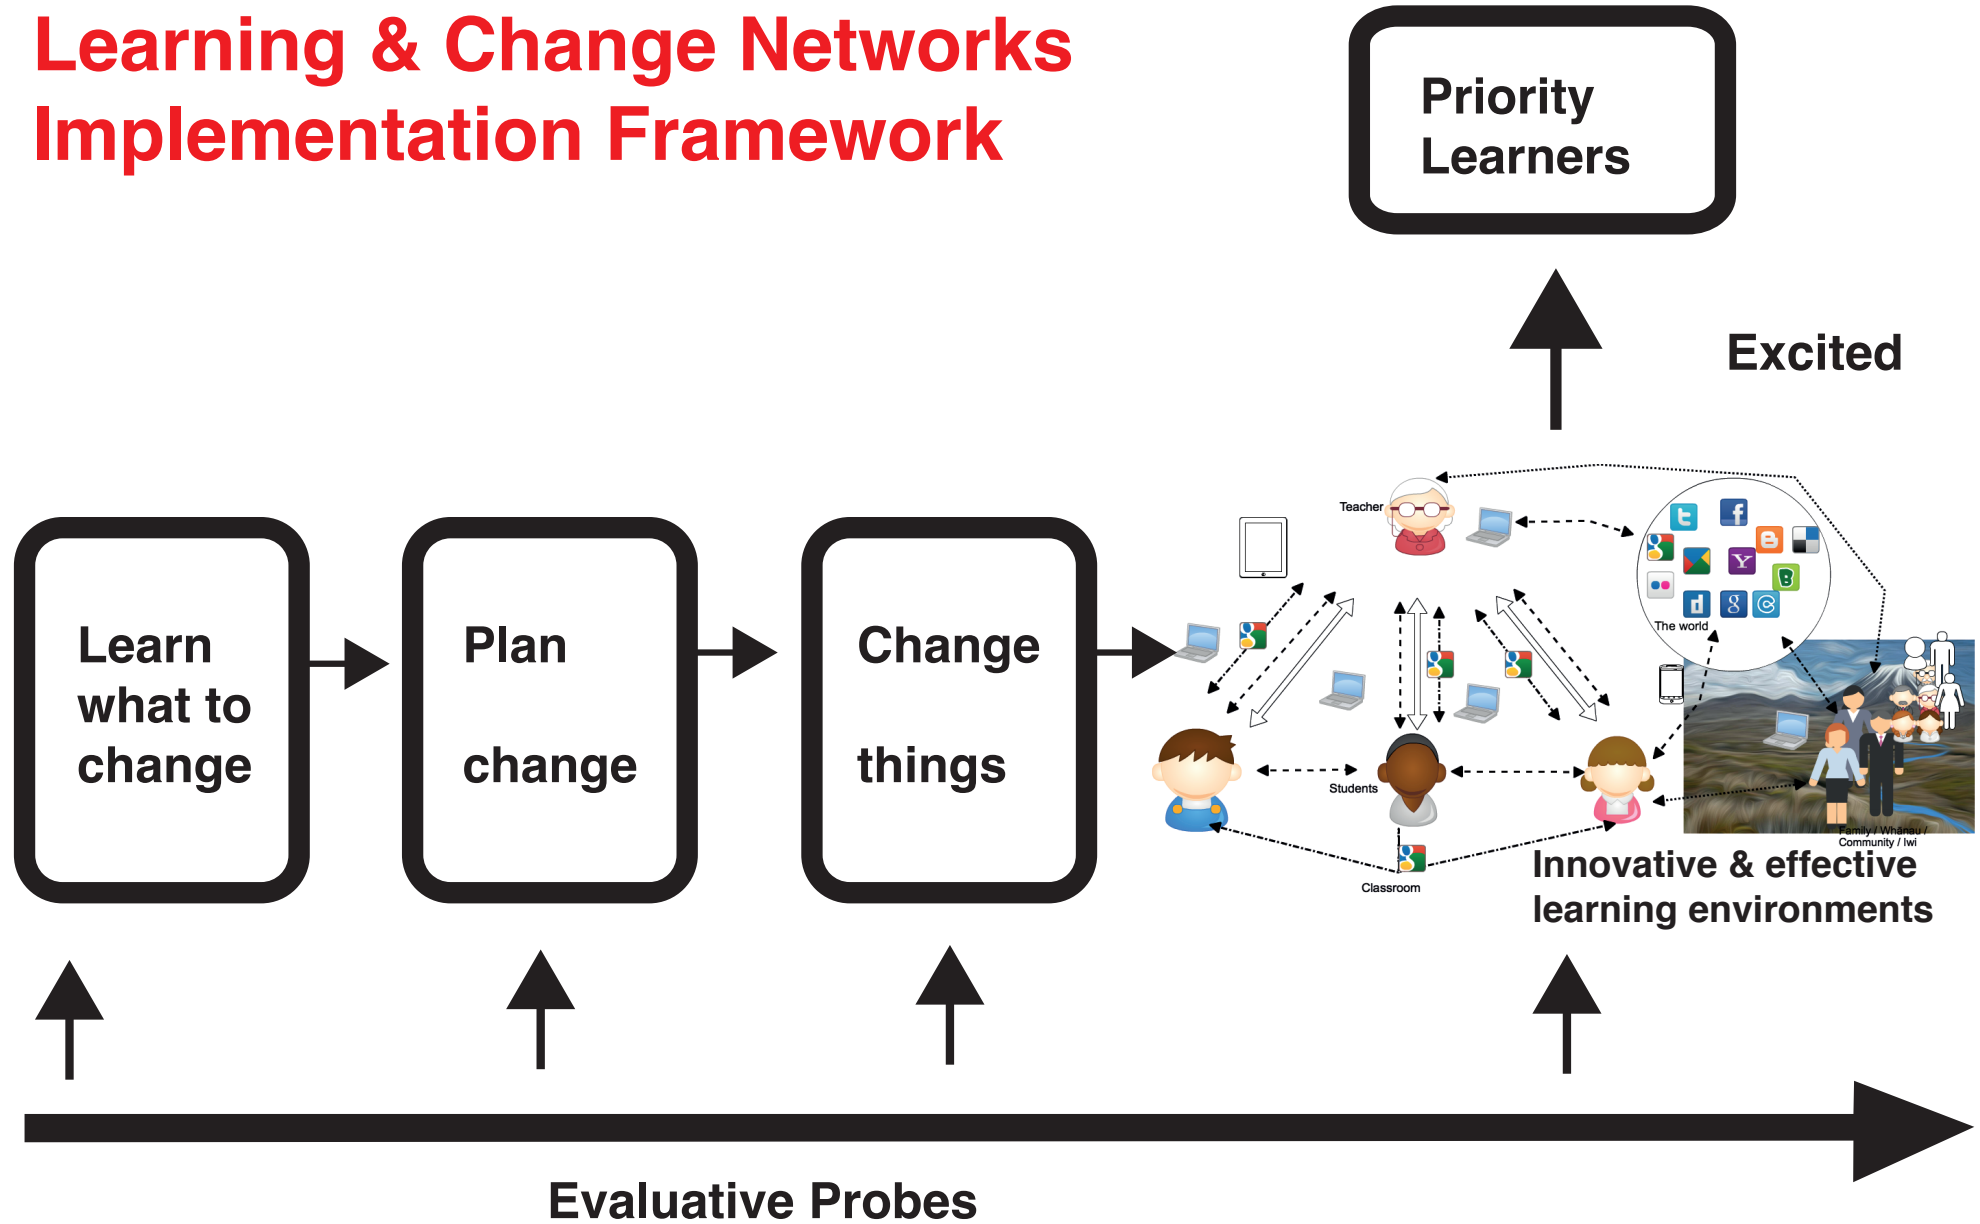 Learning & Change Networks
Implementation Framework
Priority
Learners
Excited
Learn
what to
change
Plan
change
Change
things
Teacher
The world
Students
Classroom
Family / Whānau /
Community / Iwi
Innovative & effective
learning environments
Evaluative Probes